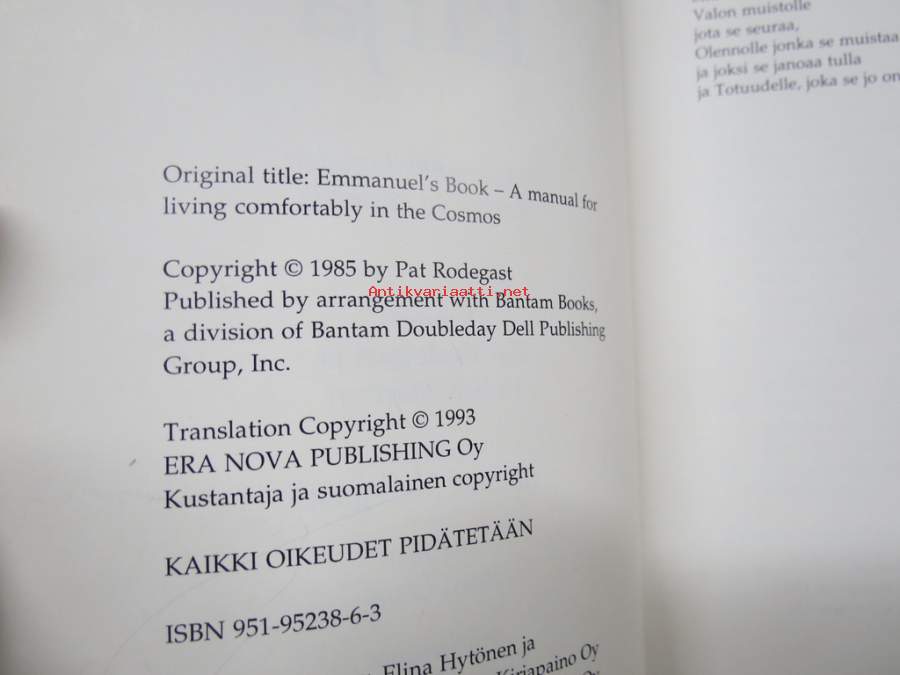 Original title: Emmanuel's Book – A manual for
living comfortably in the Cosmos
Copyright © 1985 by Pat Rodegast
Antikvariaatti.net
Published by arrangement with Bantam Books,
a division of Bantam Doubleday Dell Publishing
Group, Inc.
Translation Copyright © 1993
ERA NOVA PUBLISHING Oy
Kustantaja ja suomalainen copyright
KAIKKI OIKEUDET PIDÄTETÄÄN
ISBN 951-95238-6-3
Elina Hytönen ja
Kirjapaino Oy
Oy
Valon muistolle
jota se seuraa,
Olennolle jonka se muistaa
ja joksi se janoaa tulla
ja Totuudelle, joka se jo on